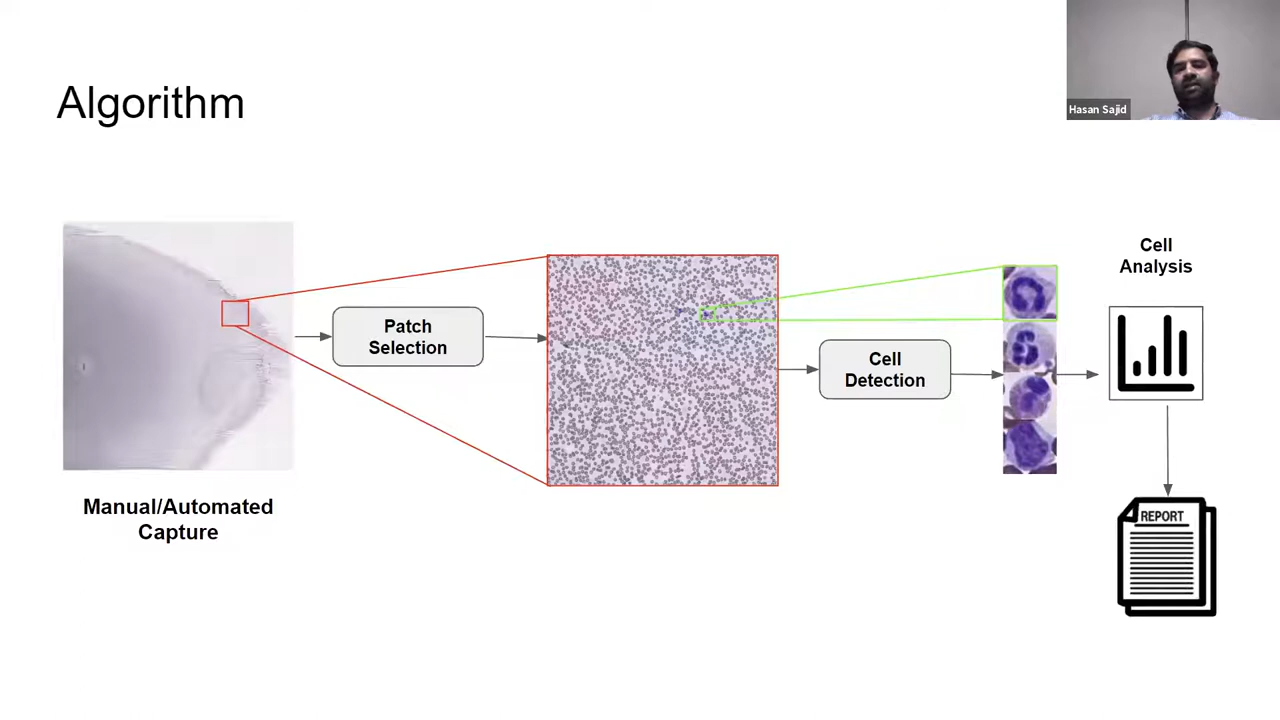 Hasan Sajid
Algorithm
Manual/Automated
Capture
Patch
Selection
Cell
Detection
Cell
Analysis
REPORT